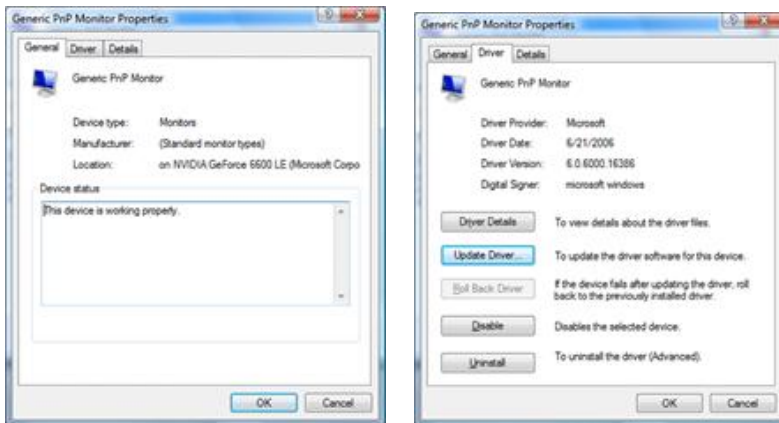 Generic PnP Monitor Properties
General Driver Details
Generic PnP Monitor
Device type: Monitors
Manufacturer: (Standard monitor types)
Location: on NVIDIA GeForce 6600 LE (Microsoft Corpo
Device status
This device is working properly.
OK Cancel
Generic PnP Monitor Properties
General Driver Details
Generic PnP Monitor
Driver Provider: Microsoft
Driver Date: 6/21/2006
Driver Version: 6.0.6000.16386
Digital Signer: microsoft windows
Driver Details To view details about the driver files.
Update Driver... To update the driver software for this device.
Roll Back Driver If the device fails after updating the driver, roll
back to the previously installed driver.
Disable Disables the selected device.
Uninstall To uninstall the driver (Advanced).
OK Cancel